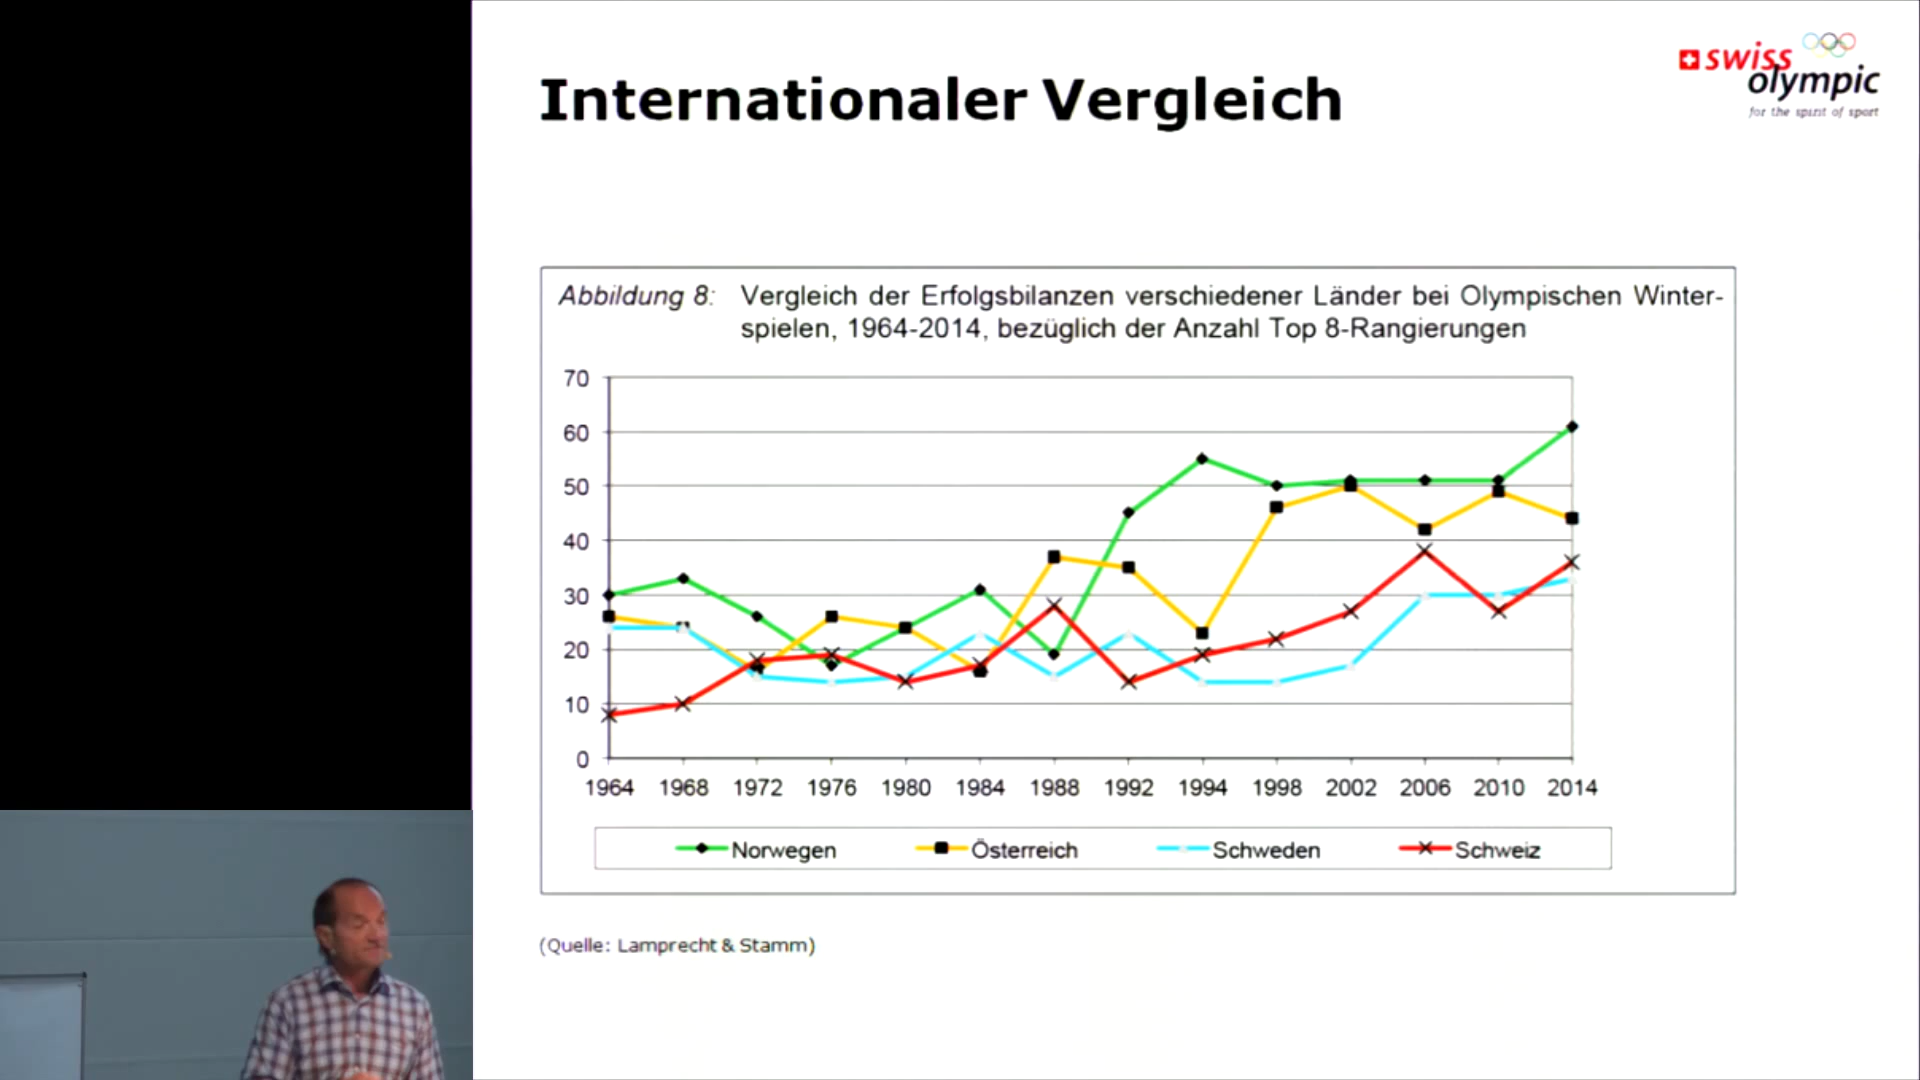 Internationaler Vergleich
swiss
olympic
for the spirit of sport
Abbildung 8: Vergleich der Erfolgsbilanzen verschiedener Länder bei Olympischen Winter-
spielen, 1964-2014, bezüglich der Anzahl Top 8-Rangierungen
70
60
50
40
30
20
10
0
1964 1968 1972 1976 1980 1984 1988 1992 1994 1998 2002 2006 2010 2014
Norwegen Österreich Schweden Schweiz
(Quelle: Lamprecht & Stamm)